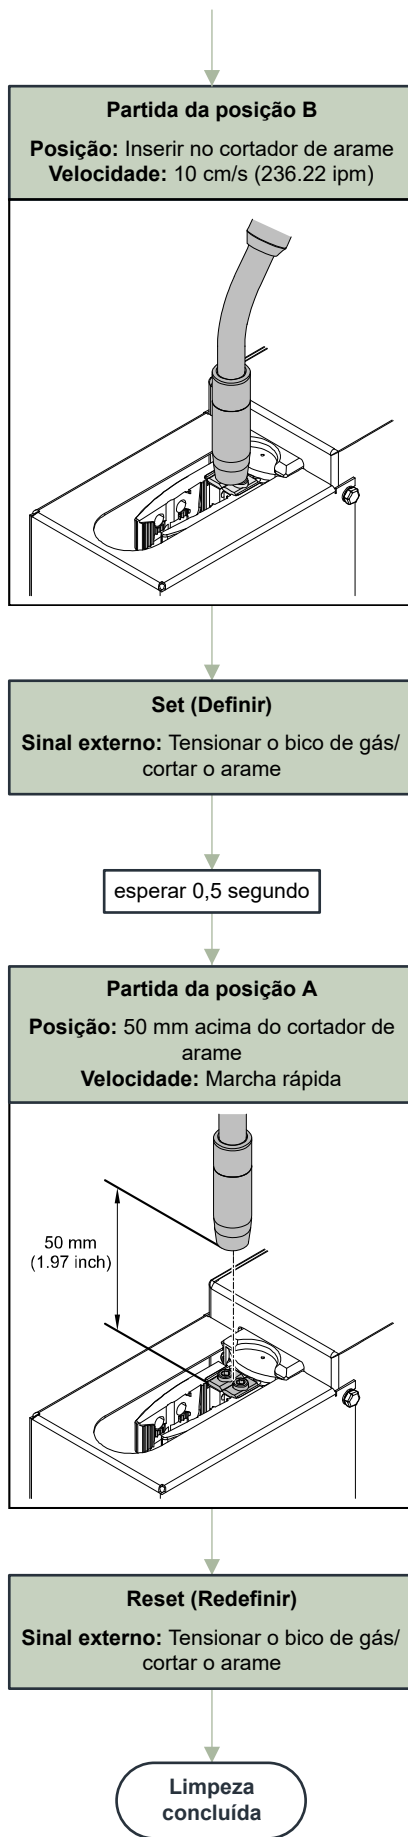 Partida da posição B
Posição: Inserir no cortador de arame
Velocidade: 10 cm/s (236.22 ipm)
Set (Definir)
Sinal externo: Tensionar o bico de gás/
cortar o arame
esperar 0,5 segundo
Partida da posição A
Posição: 50 mm acima do cortador de
arame
Velocidade: Marcha rápida
50 mm
(1.97 inch)
Reset (Redefinir)
Sinal externo: Tensionar o bico de gás/
cortar o arame
Limpeza
concluída